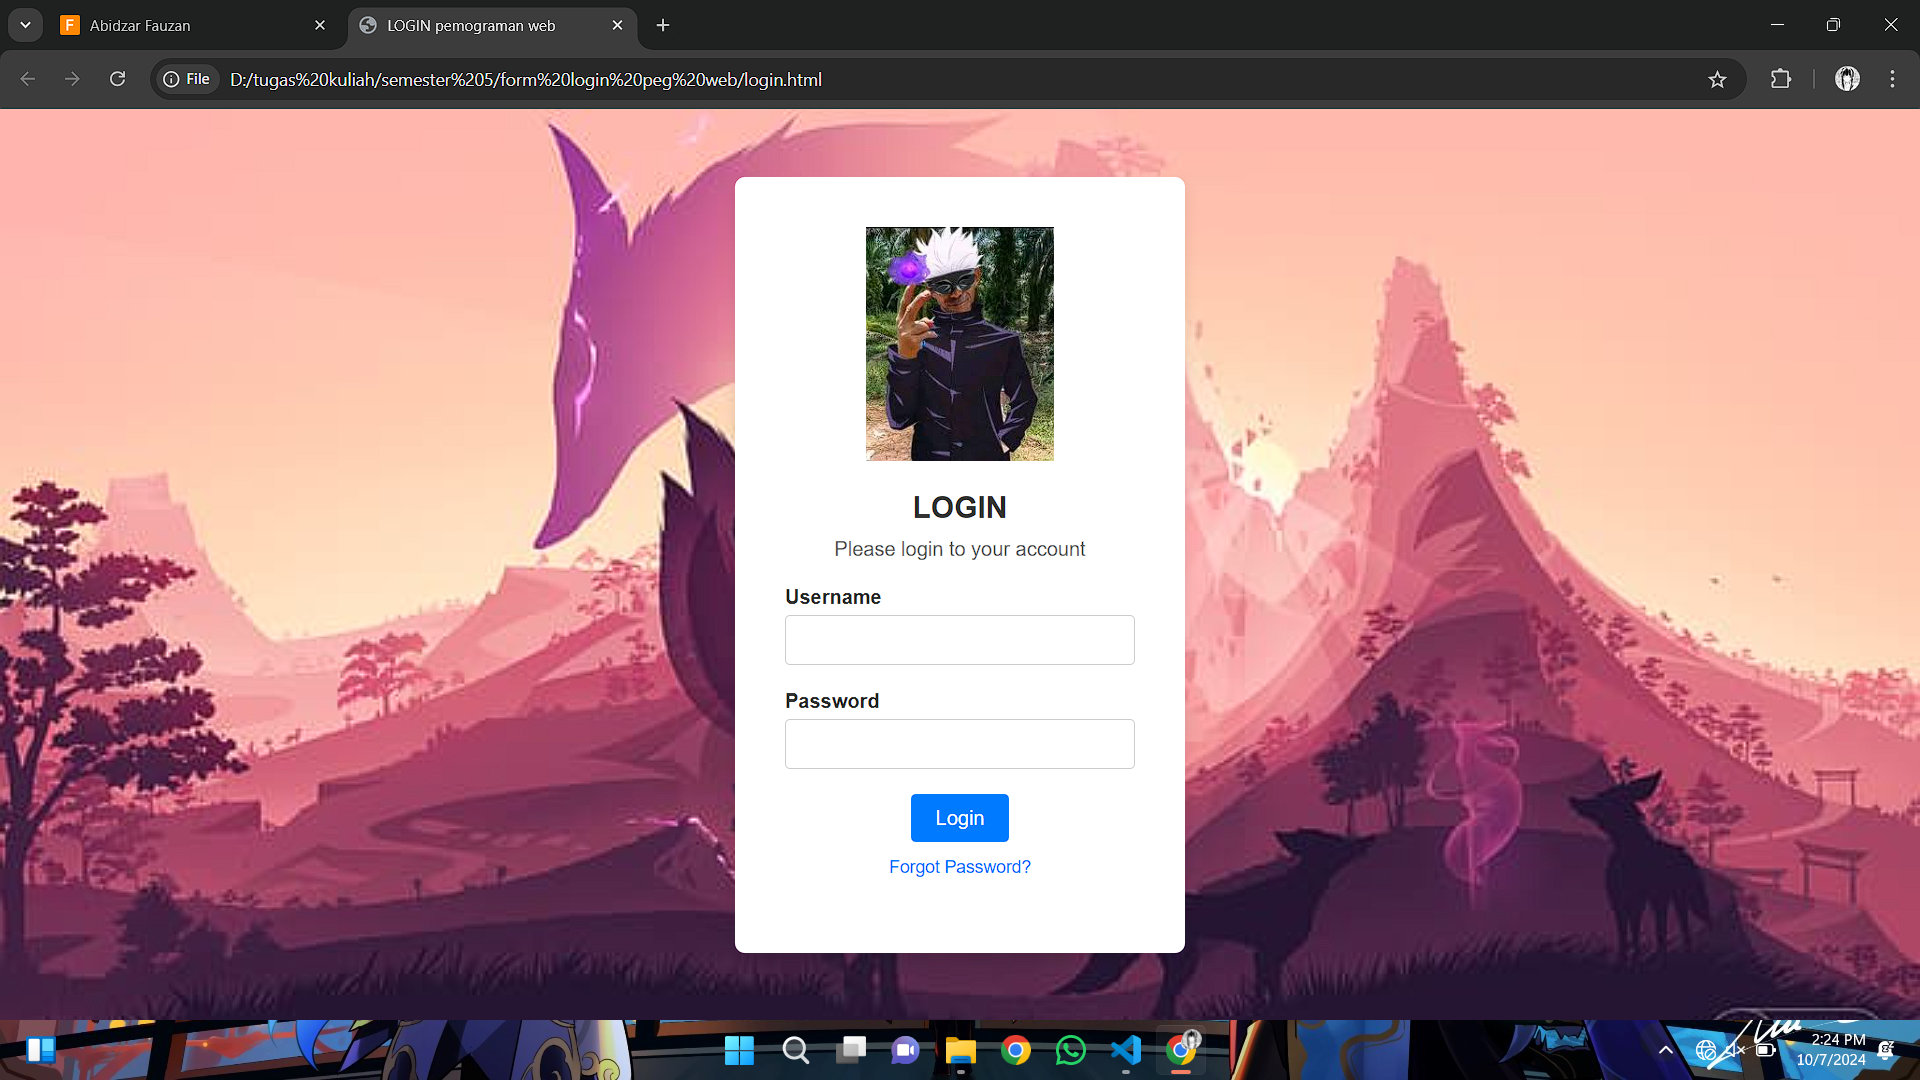 F Abidzar Fauzan
LOGIN pemograman web
File
D:/tugas%20kuliah/semester%205/form%20login%20peg%20web/login.html
LOGIN
Please login to your account
Username
Password
Login
Forgot Password?
2:24 PM
10/7/2024